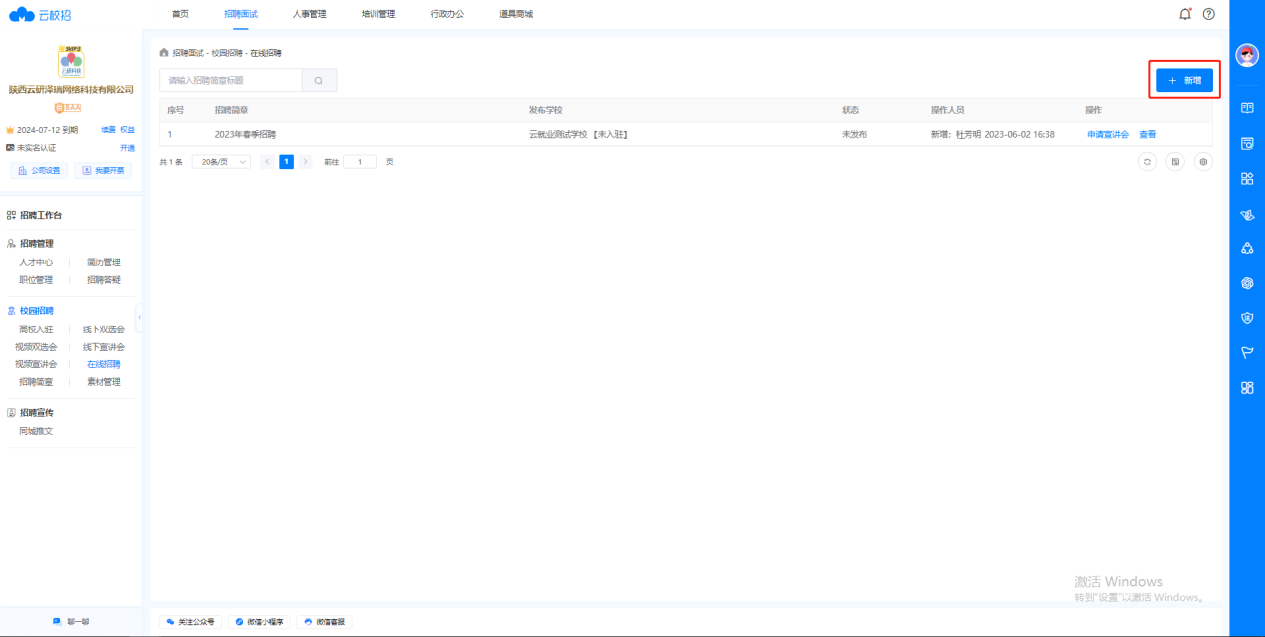 云校招
首页 招聘面试 人事管理 培训管理 行政办公 道具商城
陕西云研泽瑞网络科技有限公司
2024-07-12 到期 续费 权益
未实名认证 开通
公司设置 我要开票
招聘工作台
招聘管理
人才中心 简历管理
职位管理 招聘答疑
校园招聘
高校入驻 线下双选会
视频双选会 线下宣讲会
视频宣讲会 在线招聘
招聘简章 素材管理
招聘宣传
同城推文
聊一聊
招聘面试 - 校园招聘 - 在线招聘
请输入招聘简章标题
+ 新增
序号 招聘简章 发布学校 状态 操作人员 操作
1 2023年春季招聘 云就业测试学校 【未入驻】 未发布 新增: 杜芳明 2023-06-02 16:38 申请宣讲会 查看
共 1 条 20条/页 < 1 > 前往 1 页
激活 Windows
转到"设置"以激活 Windows。
关注公众号 微信小程序 微信客服